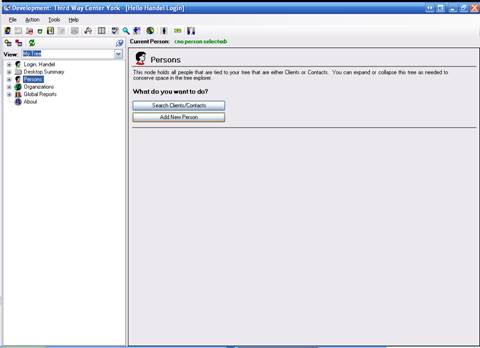 Development: Third Way Center York - [Hello Handel Login]
File Action Tools Help
View: My Tree
Current Person: <no person selected>
Login, Handel
Desktop Summary
Persons
Organizations
Global Reports
About
Persons
This node holds all people that are tied to your tree that are either Clients or Contacts. You can expand or collapse this tree as needed to
conserve space in the tree explorer.
What do you want to do?
Search Clients/Contacts
Add New Person